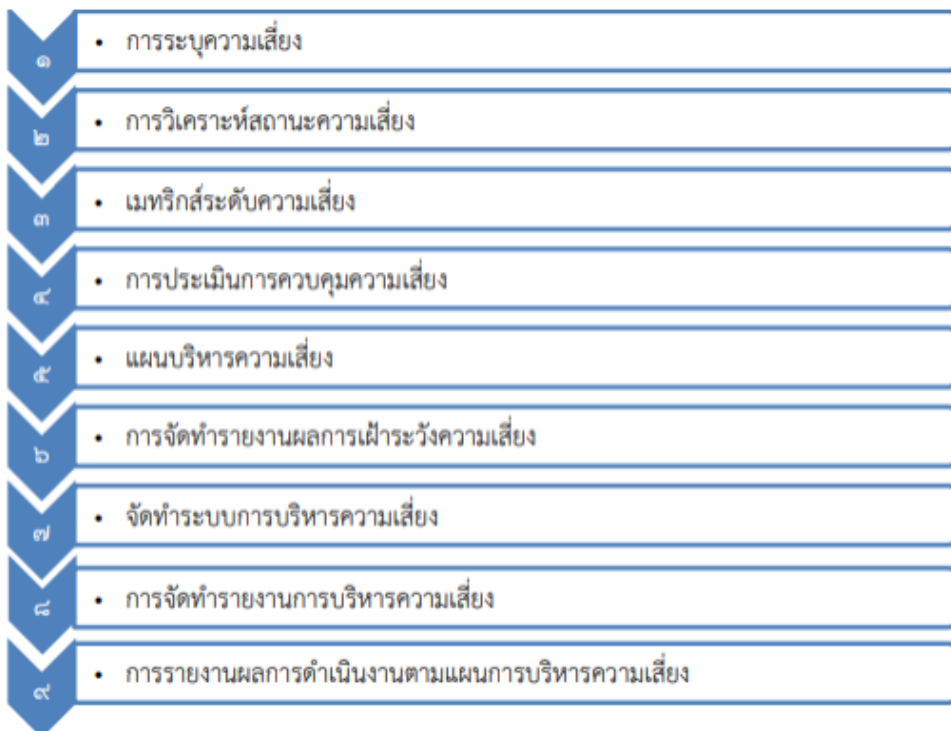 ๑ • การระบุความเสี่ยง
๒ • การวิเคราะห์สถานะความเสี่ยง
๓ • เมทริกส์ระดับความเสี่ยง
๔ • การประเมินการควบคุมความเสี่ยง
๕ • แผนบริหารความเสี่ยง
๖ • การจัดทำรายงานผลการเฝ้าระวังความเสี่ยง
๗ • จัดทำระบบการบริหารความเสี่ยง
๘ • การจัดทำรายงานการบริหารความเสี่ยง
๙ • การรายงานผลการดำเนินงานตามแผนการบริหารความเสี่ยง